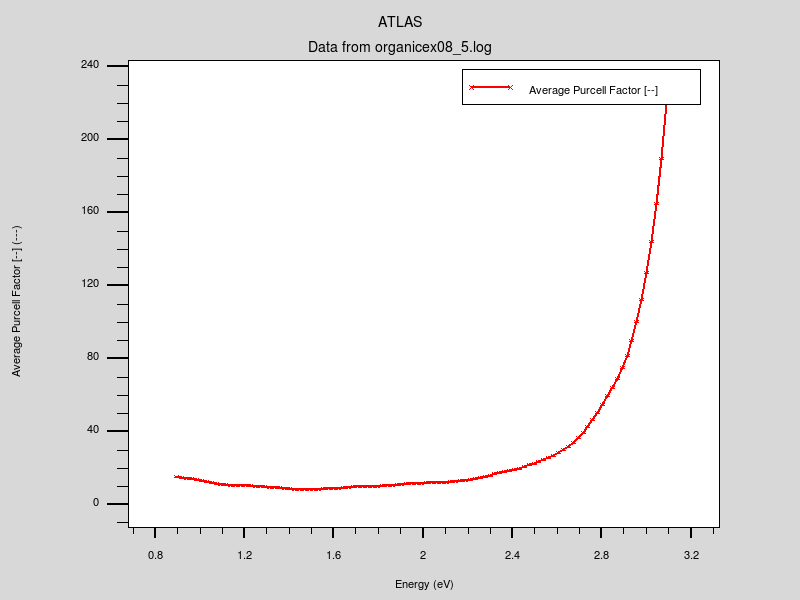 ATLAS
Data from organicex08_5.log
Average Purcell Factor [--]
240
200
160
120
80
40
0
Average Purcell Factor [--] (---)
0.8 1.2 1.6 2 2.4 2.8 3.2
Energy (eV)